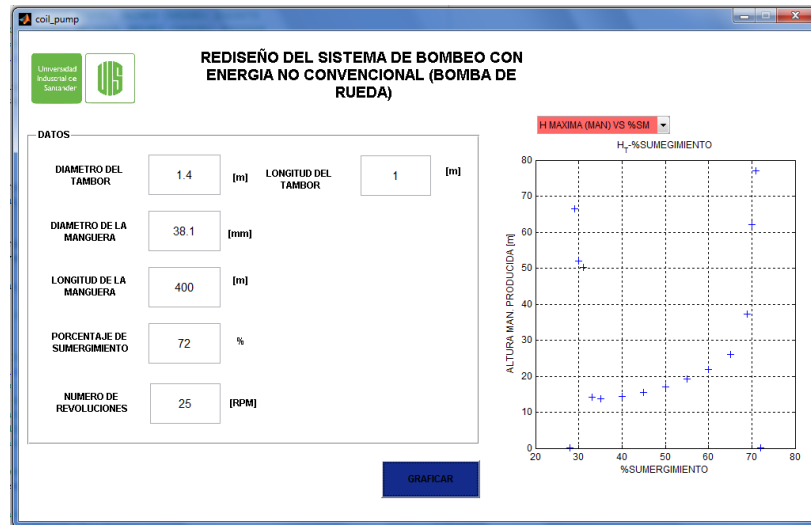 coil_pump
REDISEÑO DEL SISTEMA DE BOMBEO CON
ENERGIA NO CONVENCIONAL (BOMBA DE
RUEDA)
Universidad
Industrial de
Santander
UIS
DATOS
DIAMETRO DEL
TAMBOR
1.4
[m]
LONGITUD DEL
TAMBOR
1
[m]
DIAMETRO DE LA
MANGUERA
38.1
[mm]
LONGITUD DE LA
MANGUERA
400
[m]
PORCENTAJE DE
SUMERGIMIENTO
72
%
NUMERO DE
REVOLUCIONES
25
[RPM]
GRAFICAR
H MAXIMA (MAN) VS %SM
H_T-%SUMEGIMIENTO
ALTURA MAN. PRODUCIDA [m]
80
70
60
50
40
30
20
10
0
20 30 40 50 60 70 80
%SUMERGIMIENTO